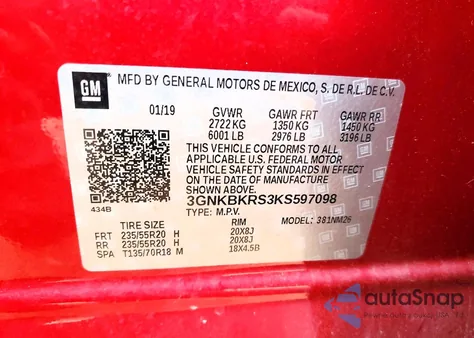 GM
MFD BY GENERAL MOTORS DE MEXICO, S. DE R.L. DE C.V.
01/19 GVWR GAWR FRT GAWR RR
2722 KG 1350 KG 1450 KG
6001 LB 2976 LB 3196 LB
THIS VEHICLE CONFORMS TO ALL
APPLICABLE U.S. FEDERAL MOTOR
VEHICLE SAFETY STANDARDS IN
EFFECT ON THE DATE OF
MANUFACTURE SHOWN ABOVE.
3GNKBKRS3KS597098
434B TYPE: M.P.V. MODEL: 381NM26
TIRE SIZE RIM
FRT 235/55R20 H 20X8J
RR 235/55R20 H 20X8J
SPA T135/70R18 M 18X4.5B
autoSnap